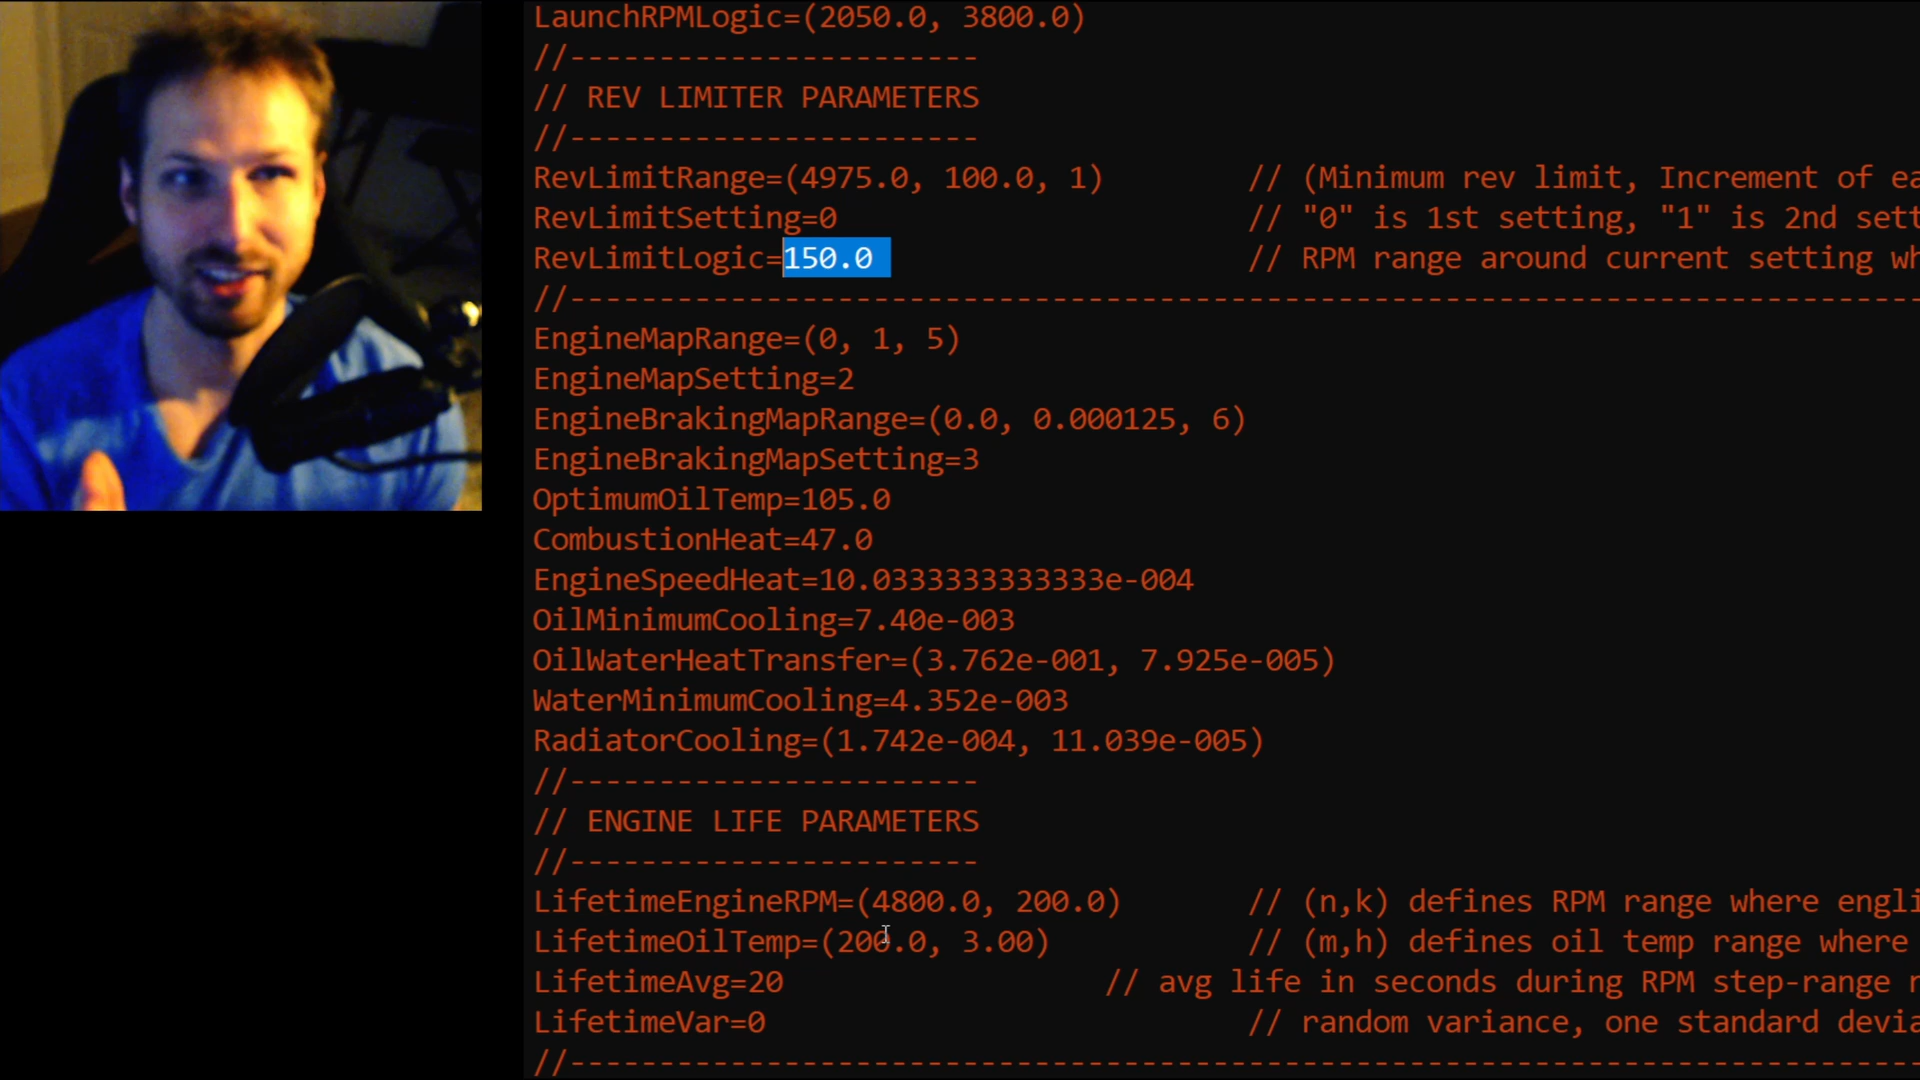 LaunchRPMLogic=(2050.0, 3800.0)
//-----------------------
// REV LIMITER PARAMETERS
//-----------------------
RevLimitRange=(4975.0, 100.0, 1) // (Minimum rev limit, Increment of ea
RevLimitSetting=0 // "0" is 1st setting, "1" is 2nd sett
RevLimitLogic=150.0 // RPM range around current setting wh
//---------------------------------------------------------------------------
EngineMapRange=(0, 1, 5)
EngineMapSetting=2
EngineBrakingMapRange=(0.0, 0.000125, 6)
EngineBrakingMapSetting=3
OptimumOilTemp=105.0
CombustionHeat=47.0
EngineSpeedHeat=10.0333333333333e-004
OilMinimumCooling=7.40e-003
OilWaterHeatTransfer=(3.762e-001, 7.925e-005)
WaterMinimumCooling=4.352e-003
RadiatorCooling=(1.742e-004, 11.039e-005)
//-----------------------
// ENGINE LIFE PARAMETERS
//-----------------------
LifetimeEngineRPM=(4800.0, 200.0) // (n,k) defines RPM range where engli
LifetimeOilTemp=(200.0, 3.00) // (m,h) defines oil temp range where
LifetimeAvg=20 // avg life in seconds during RPM step-range
LifetimeVar=0 // random variance, one standard devia
//---------------------------------------------------------------------------